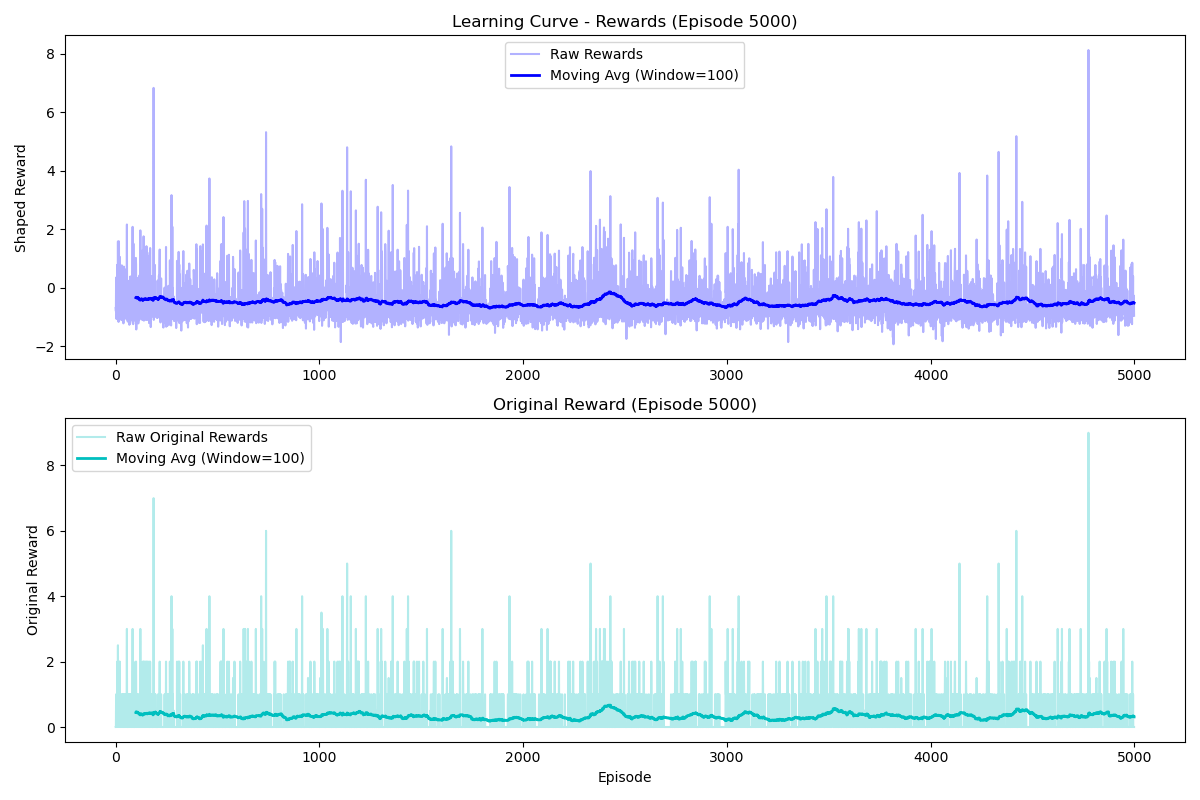 Learning Curve - Rewards (Episode 5000)
Raw Rewards
Moving Avg (Window=100)
Shaped Reward
8
6
4
2
0
−2
0 1000 2000 3000 4000 5000
Original Reward (Episode 5000)
Raw Original Rewards
Moving Avg (Window=100)
Original Reward
8
6
4
2
0
0 1000 2000 3000 4000 5000
Episode